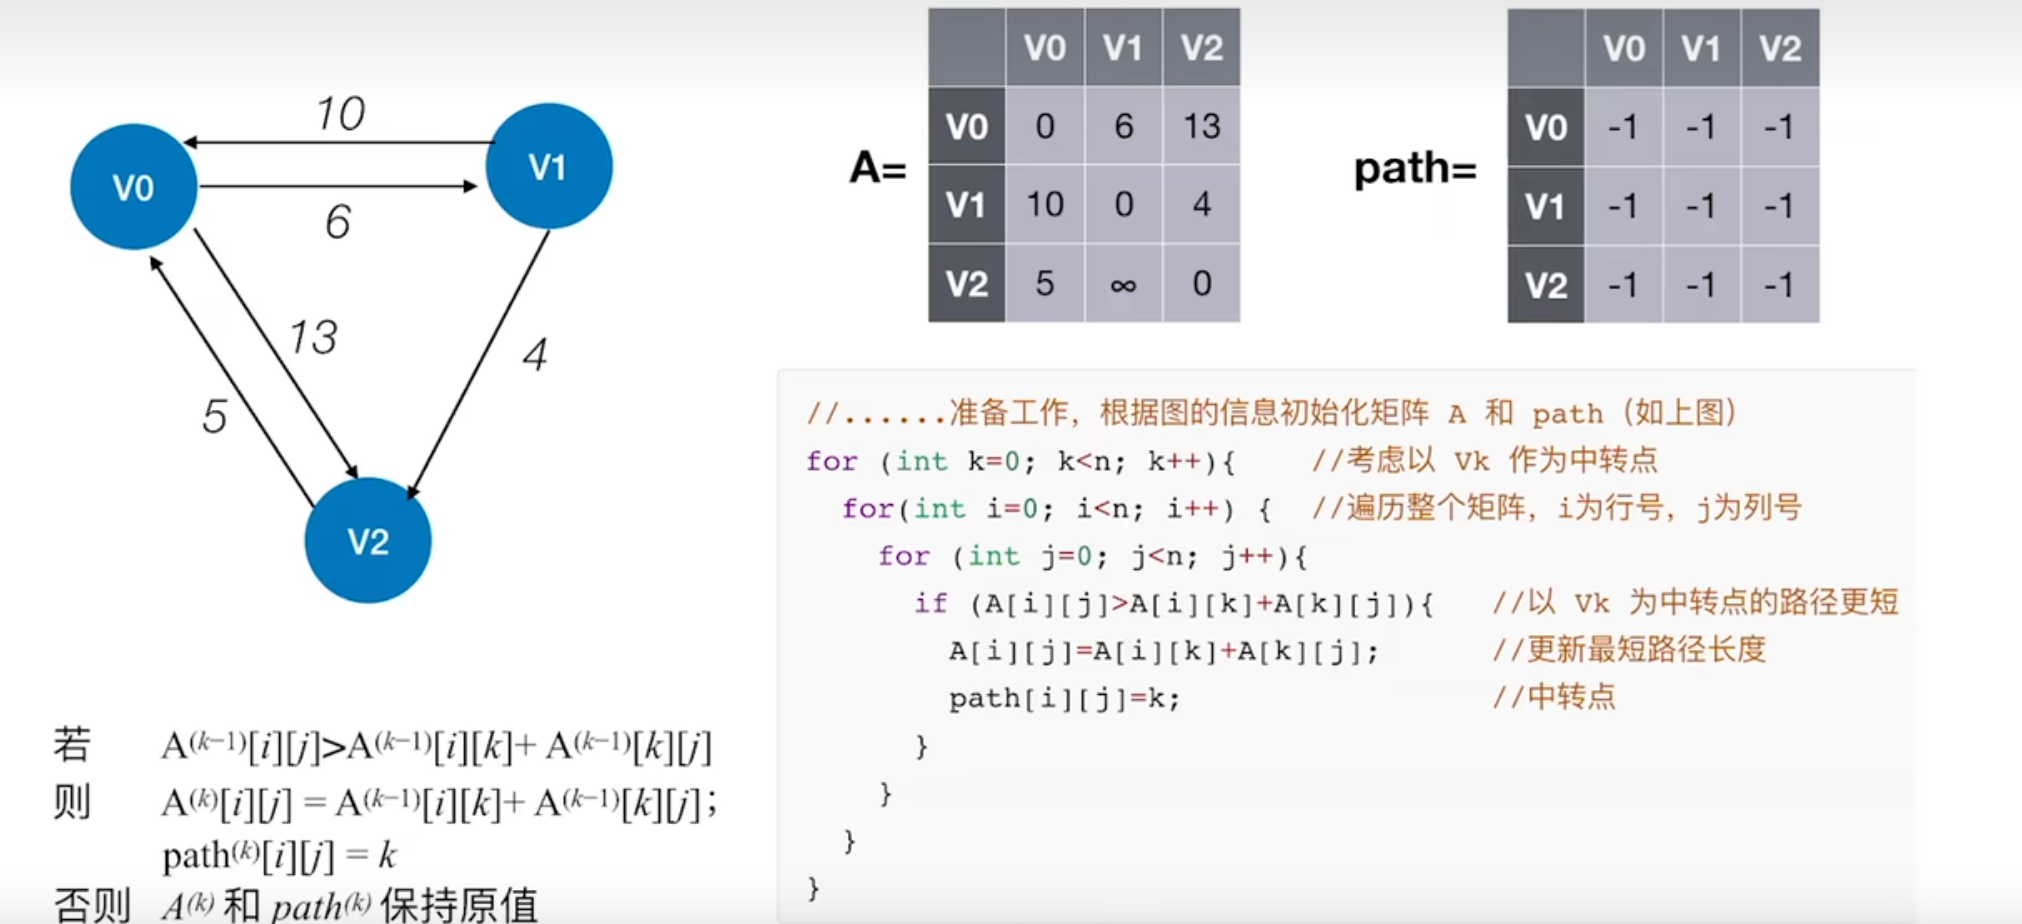 10
V0
V1
6
13
5
4
V2
A=
V0 V1 V2
V0 0 6 13
V1 10 0 4
V2 5 ∞ 0
path=
V0 V1 V2
V0 -1 -1 -1
V1 -1 -1 -1
V2 -1 -1 -1
//......准备工作，根据图的信息初始化矩阵 A 和 path（如上图）
for (int k=0; k<n; k++){ //考虑以 Vk 作为中转点
for(int i=0; i<n; i++) { //遍历整个矩阵，i为行号，j为列号
for (int j=0; j<n; j++){
if (A[i][j]>A[i][k]+A[k][j]){ //以 Vk 为中转点的路径更短
A[i][j]=A[i][k]+A[k][j]; //更新最短路径长度
path[i][j]=k; //中转点
}
}
}
}
若 A⁽ᵏ⁻¹⁾[i][j]>A⁽ᵏ⁻¹⁾[i][k]+ A⁽ᵏ⁻¹⁾[k][j]
则 A⁽ᵏ⁾[i][j] = A⁽ᵏ⁻¹⁾[i][k]+ A⁽ᵏ⁻¹⁾[k][j]；
path⁽ᵏ⁾[i][j] = k
否则 A⁽ᵏ⁾ 和 path⁽ᵏ⁾ 保持原值